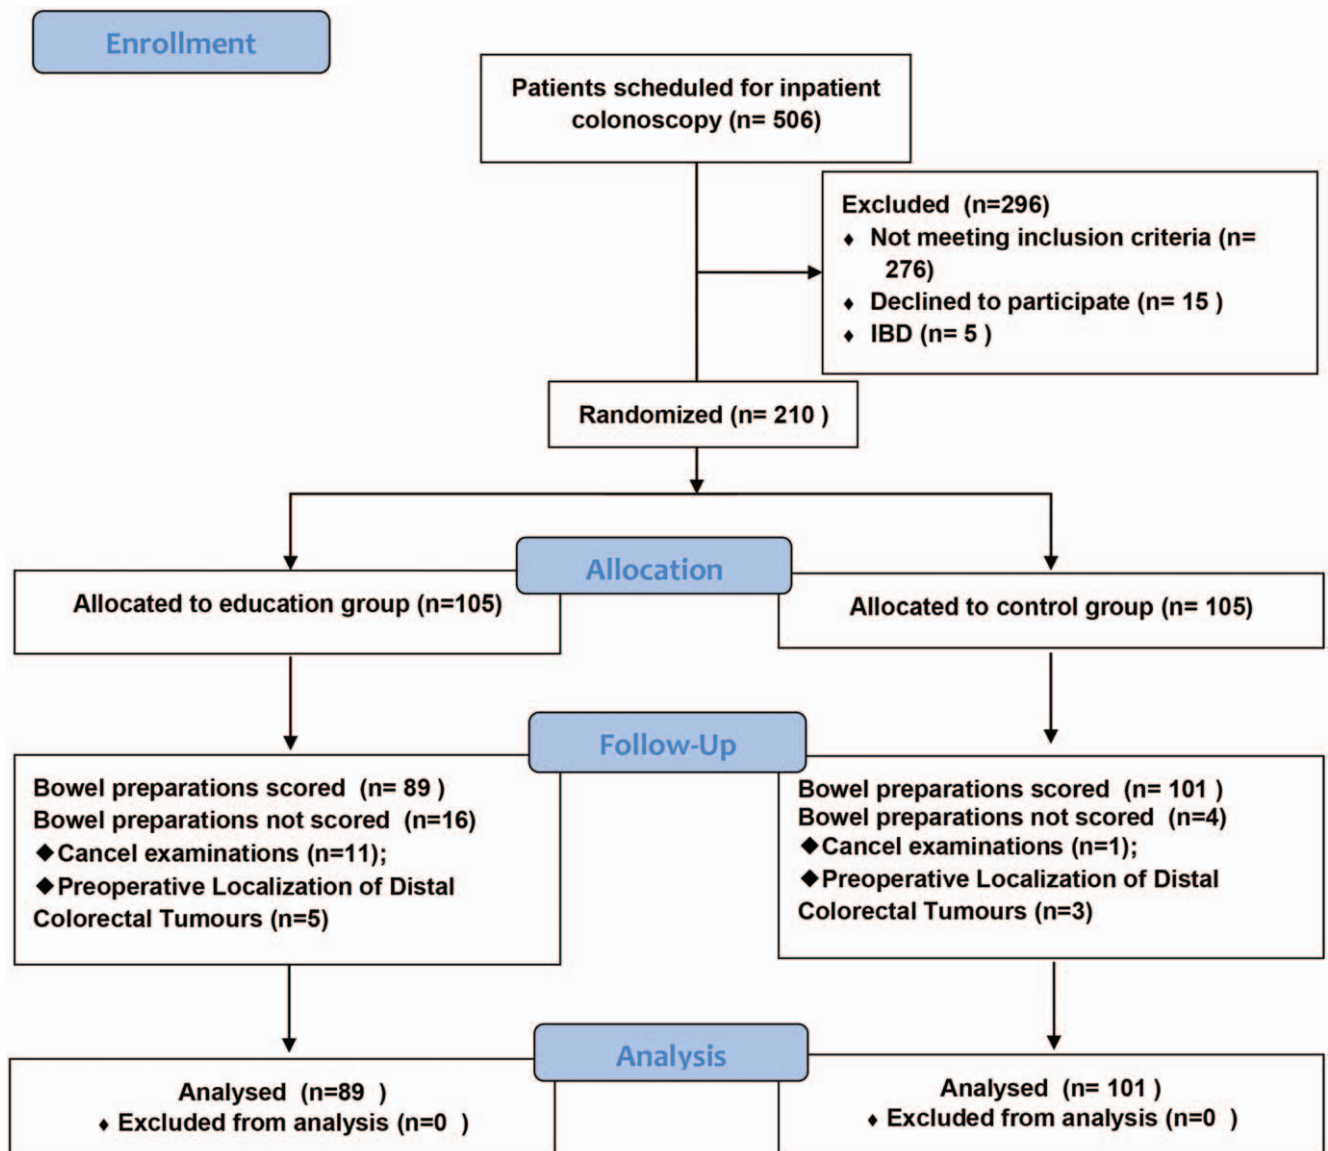 Enrollment
Patients scheduled for inpatient
colonoscopy (n= 506)
Excluded (n=296)
♦ Not meeting inclusion criteria (n=
276)
♦ Declined to participate (n= 15 )
♦ IBD (n= 5 )
Randomized (n= 210 )
Allocation
Allocated to education group (n=105)
Allocated to control group (n= 105)
Follow-Up
Bowel preparations scored (n= 89 )
Bowel preparations not scored (n=16)
◆Cancel examinations (n=11);
◆Preoperative Localization of Distal
Colorectal Tumours (n=5)
Bowel preparations scored (n= 101 )
Bowel preparations not scored (n=4)
◆Cancel examinations (n=1);
◆Preoperative Localization of Distal
Colorectal Tumours (n=3)
Analysis
Analysed (n=89 )
♦ Excluded from analysis (n=0 )
Analysed (n= 101 )
♦ Excluded from analysis (n=0 )